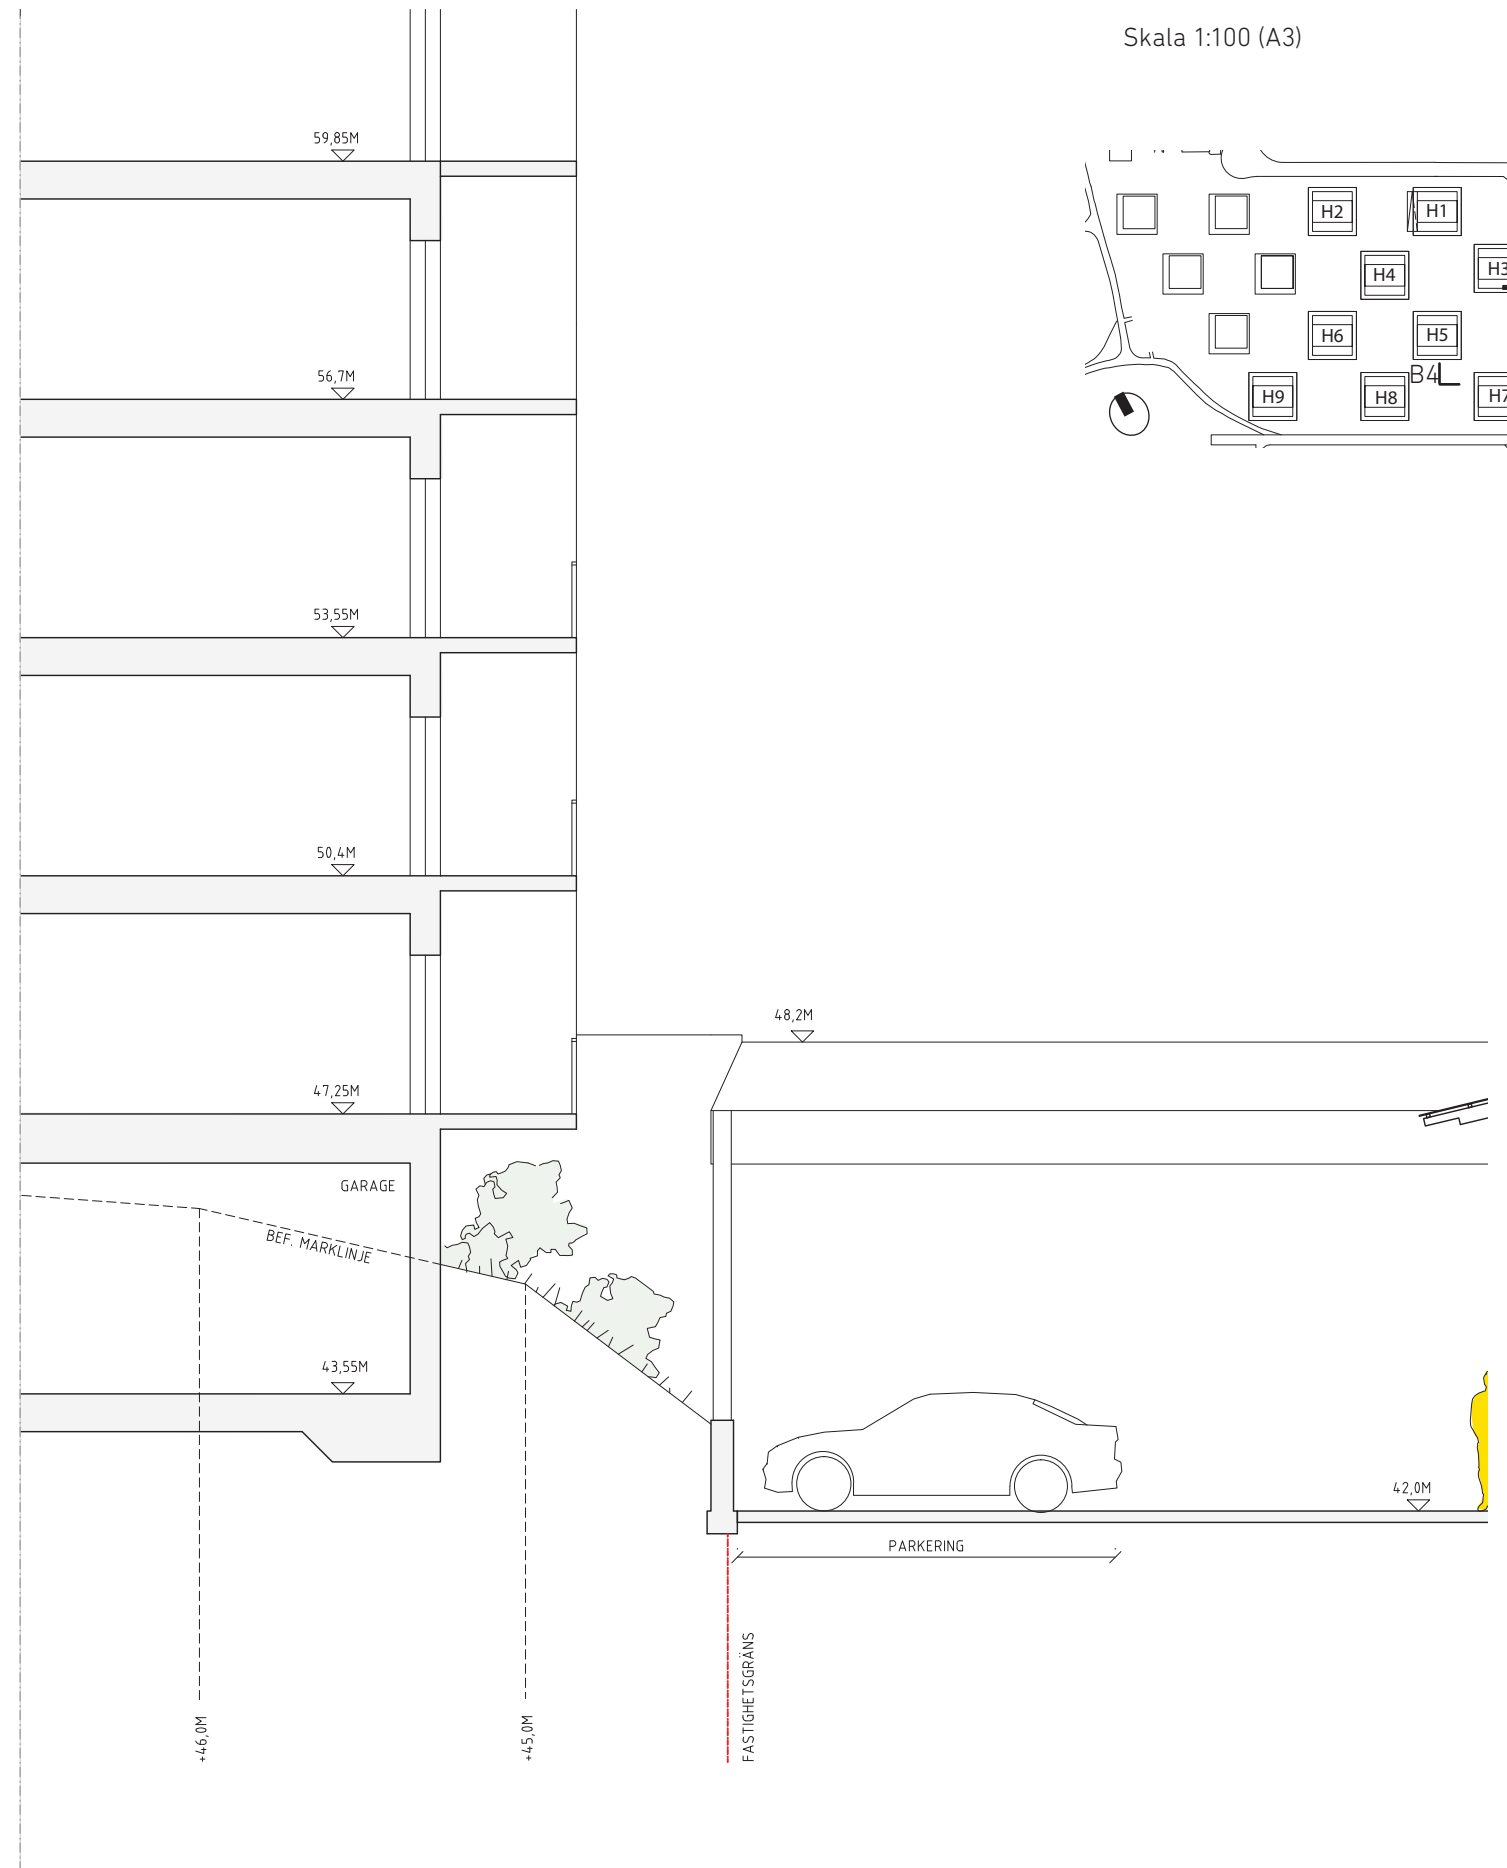 Skala 1:100 (A3)
59,85M
H2
H1
H4
H3
H6
H5
B4
H9
H8
H7
56,7M
53,55M
50,4M
48,2M
47,25M
GARAGE
BEF. MARKLINJE
43,55M
42,0M
PARKERING
FASTIGHETSGRÄNS
+46,0M
+45,0M